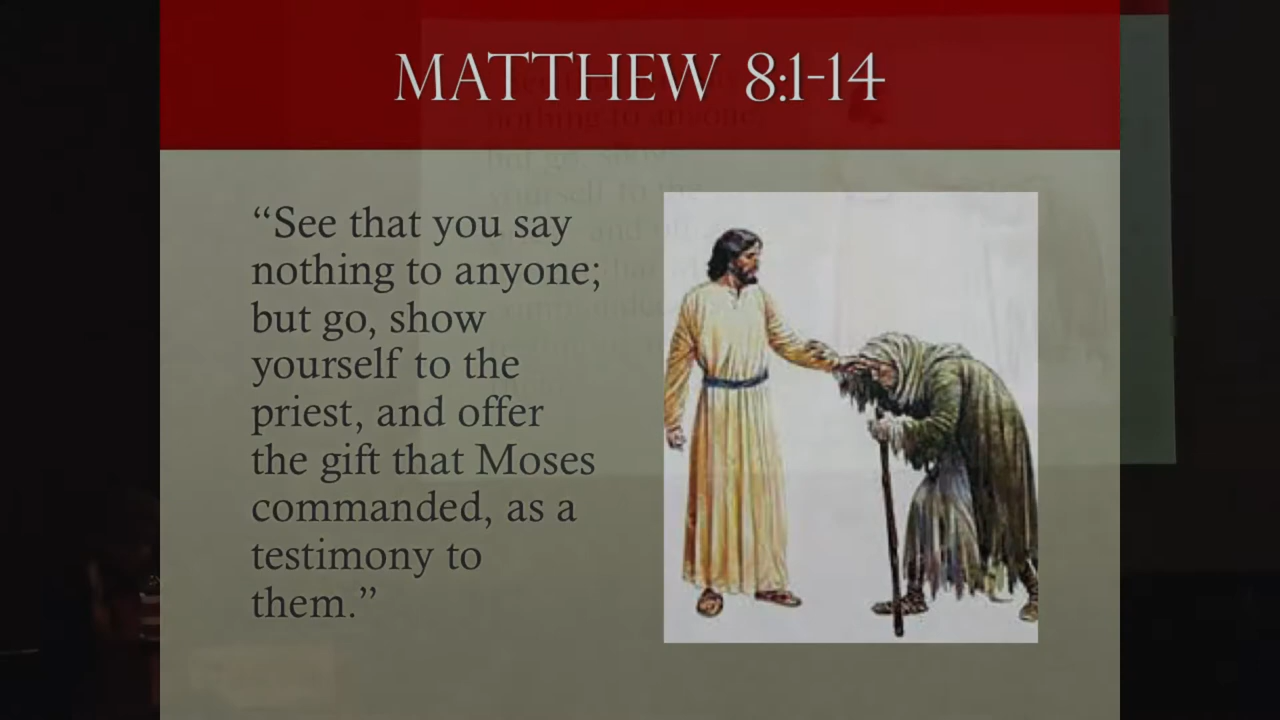 MATTHEW 8:1-14
“See that you say
nothing to anyone;
but go, show
yourself to the
priest, and offer
the gift that Moses
commanded, as a
testimony to
them.”